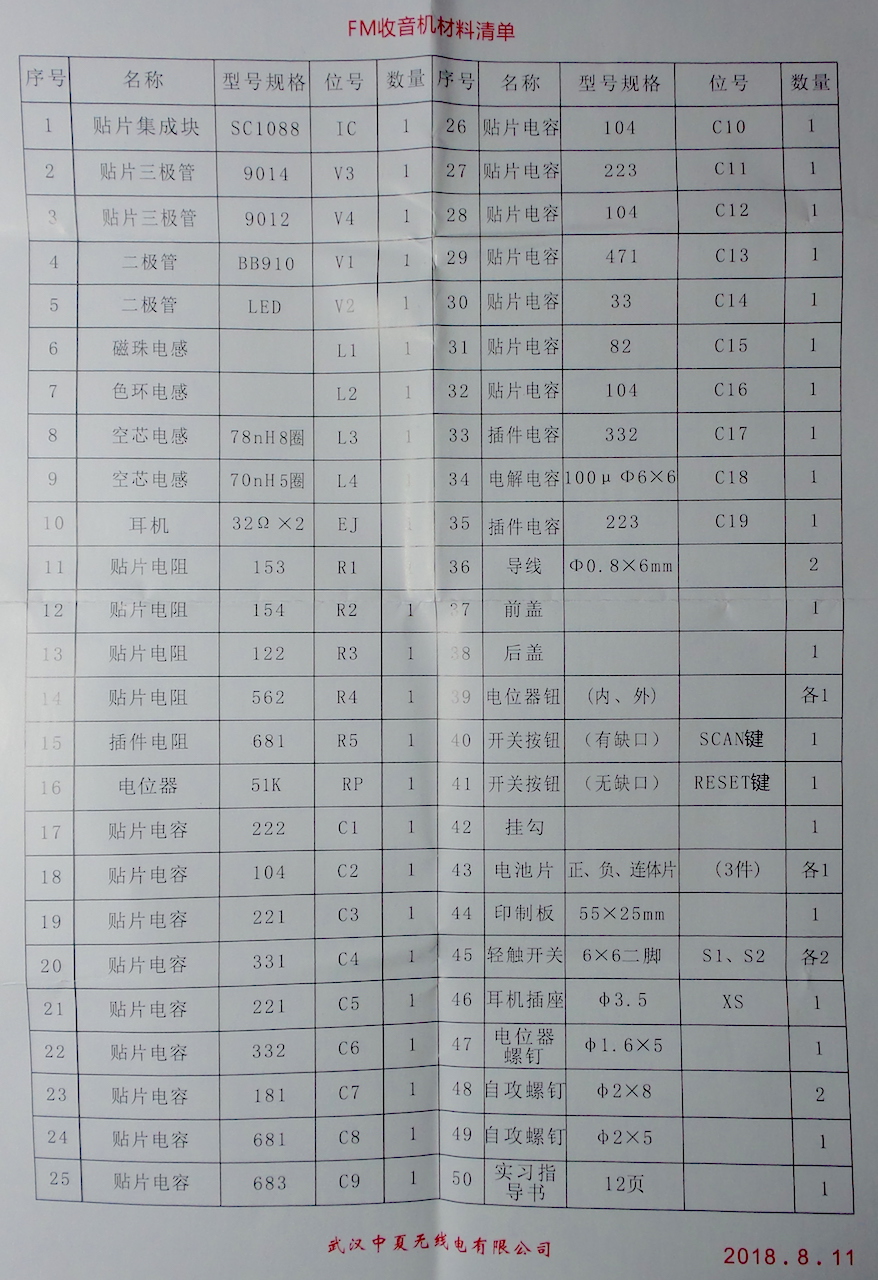 FM收音机材料清单
序号 名称 型号规格 位号 数量 序号 名称 型号规格 位号 数量
1 贴片集成块 SC1088 IC 1 26 贴片电容 104 C10 1
2 贴片三极管 9014 V3 1 27 贴片电容 223 C11 1
3 贴片三极管 9012 V4 1 28 贴片电容 104 C12 1
4 二极管 BB910 V1 1 29 贴片电容 471 C13 1
5 二极管 LED V2 1 30 贴片电容 33 C14 1
6 磁珠电感 L1 1 31 贴片电容 82 C15 1
7 色环电感 L2 1 32 贴片电容 104 C16 1
8 空芯电感 78nH8圈 L3 1 33 插件电容 332 C17 1
9 空芯电感 70nH5圈 L4 1 34 电解电容 100μΦ6×6 C18 1
10 耳机 32Ω×2 EJ 35 插件电容 223 C19 1
11 贴片电阻 153 R1 36 导线 Φ0.8×6mm 2
12 贴片电阻 154 R2 1 37 前盖 1
13 贴片电阻 122 R3 1 38 后盖 1
14 贴片电阻 562 R4 1 39 电位器钮 (内、外) 各1
15 插件电阻 681 R5 1 40 开关按钮 (有缺口) SCAN键 1
16 电位器 51K RP 1 41 开关按钮 (无缺口) RESET键 1
17 贴片电容 222 C1 1 42 挂勾 1
18 贴片电容 104 C2 1 43 电池片 正、负、连体片 (3件) 各1
19 贴片电容 221 C3 1 44 印制板 55×25mm 1
20 贴片电容 331 C4 1 45 轻触开关 6×6二脚 S1、S2 各2
21 贴片电容 221 C5 1 46 耳机插座 φ3.5 XS 1
22 贴片电容 332 C6 1 47 电位器螺钉 φ1.6×5 1
23 贴片电容 181 C7 1 48 自攻螺钉 φ2×8 2
24 贴片电容 681 C8 1 49 自攻螺钉 φ2×5 1
25 贴片电容 683 C9 1 50 实习指导书 12页 1
武汉中夏无线电有限公司
2018.8.11